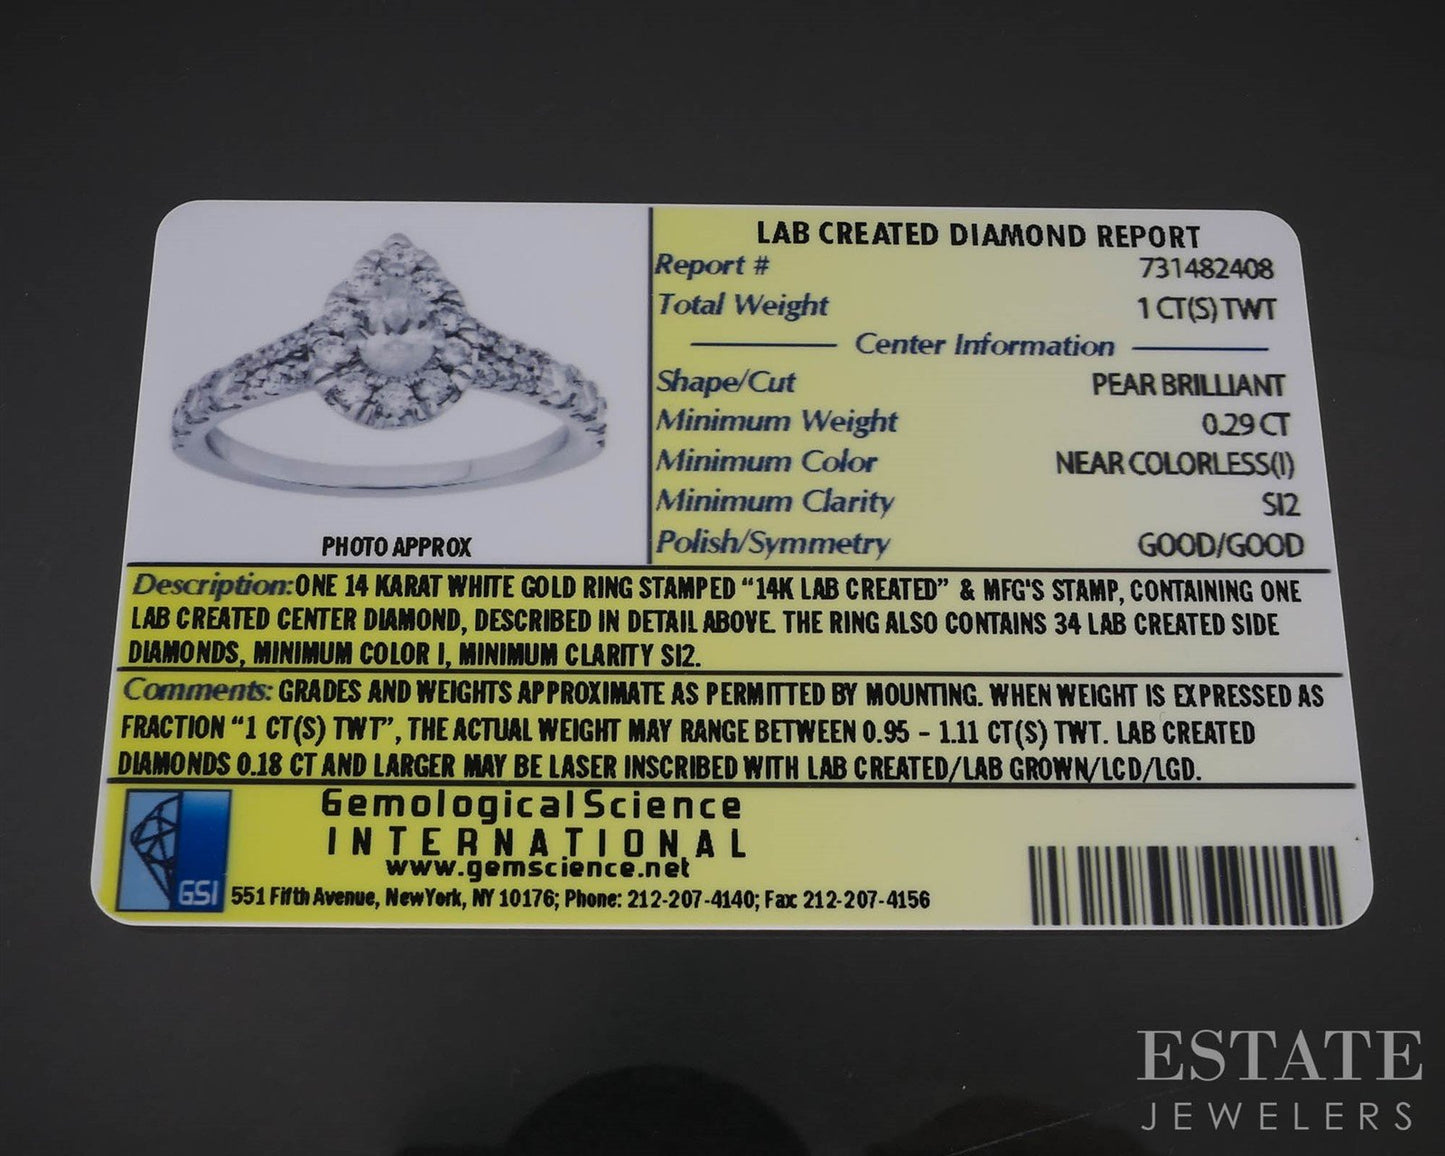 LAB CREATED DIAMOND REPORT
Report # 731482408
Total Weight 1 CT(S) TWT
Center Information
Shape/Cut PEAR BRILLIANT
Minimum Weight 0.29 CT
Minimum Color NEAR COLORLESS(I)
Minimum Clarity SI2
Polish/Symmetry GOOD/GOOD
PHOTO APPROX
Description: ONE 14 KARAT WHITE GOLD RING STAMPED “14K LAB CREATED” & MFG'S STAMP, CONTAINING ONE
LAB CREATED CENTER DIAMOND, DESCRIBED IN DETAIL ABOVE. THE RING ALSO CONTAINS 34 LAB CREATED SIDE
DIAMONDS, MINIMUM COLOR I, MINIMUM CLARITY SI2.
Comments: GRADES AND WEIGHTS APPROXIMATE AS PERMITTED BY MOUNTING. WHEN WEIGHT IS EXPRESSED AS
FRACTION “1 CT(S) TWT”, THE ACTUAL WEIGHT MAY RANGE BETWEEN 0.95 - 1.11 CT(S) TWT. LAB CREATED
DIAMONDS 0.18 CT AND LARGER MAY BE LASER INSCRIBED WITH LAB CREATED/LAB GROWN/LCD/LGD.
Gemological Science
INTERNATIONAL
www.gemscience.net
GSI 551 Fifth Avenue, New York, NY 10176; Phone: 212-207-4140; Fax: 212-207-4156
ESTATE
JEWELERS